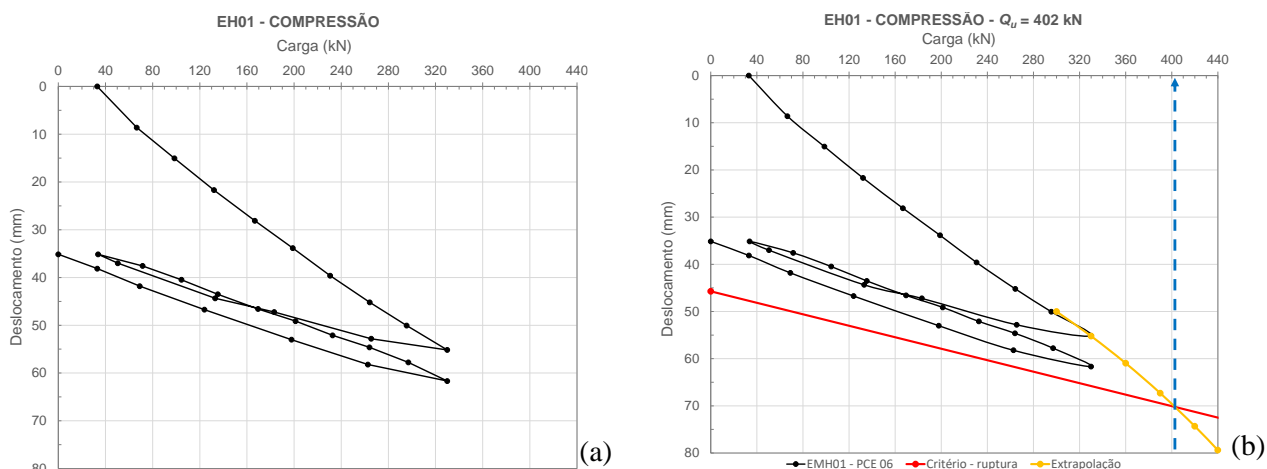 EH01 - COMPRESSÃO
Carga (kN)
0 40 80 120 160 200 240 280 320 360 400 440
0
10
20
30
40
50
60
70
80
Deslocamento (mm)
(a)
EH01 - COMPRESSÃO - Qu = 402 kN
Carga (kN)
0 40 80 120 160 200 240 280 320 360 400 440
0
10
20
30
40
50
60
70
80
Deslocamento (mm)
EMH01 - PCE 06 Critério - ruptura Extrapolação
(b)